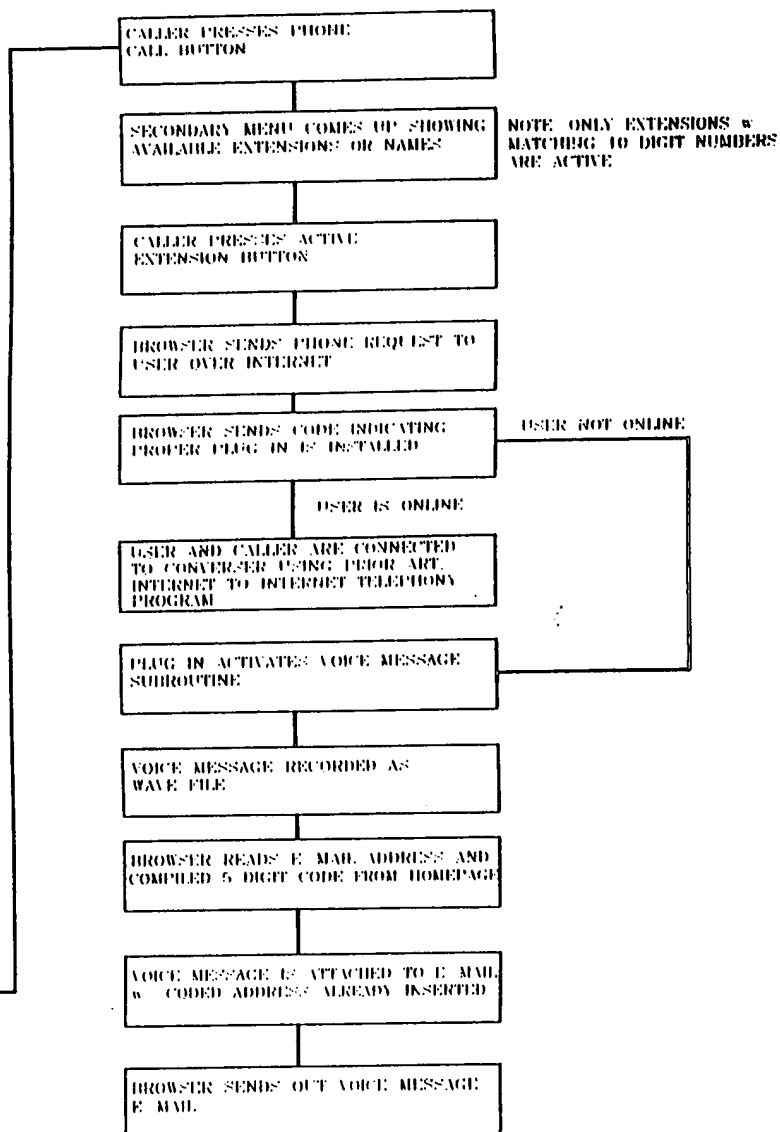 CALLER PRESSES PHONE
CALL BUTTON
SECONDARY MENU COMES UP SHOWING
AVAILABLE EXTENSIONS OR NAMES
NOTE ONLY EXTENSIONS w
MATCHING 10 DIGIT NUMBERS
ARE ACTIVE
CALLER PRESSES ACTIVE
EXTENSION BUTTON
BROWSER SENDS PHONE REQUEST TO
USER OVER INTERNET
BROWSER SENDS CODE INDICATING
PROPER PLUG IN IS INSTALLED
USER NOT ONLINE
USER IS ONLINE
USER AND CALLER ARE CONNECTED
TO CONVERSER USING PRIOR ART,
INTERNET TO INTERNET TELEPHONY
PROGRAM
PLUG IN ACTIVATES VOICE MESSAGE
SUBROUTINE
VOICE MESSAGE RECORDED AS
WAVE FILE
BROWSER READS E MAIL ADDRESS AND
COMPILED 5 DIGIT CODE FROM HOMEPAGE
VOICE MESSAGE IS ATTACHED TO E MAIL
w CODED ADDRESS ALREADY INSERTED
BROWSER SENDS OUT VOICE MESSAGE
E MAIL